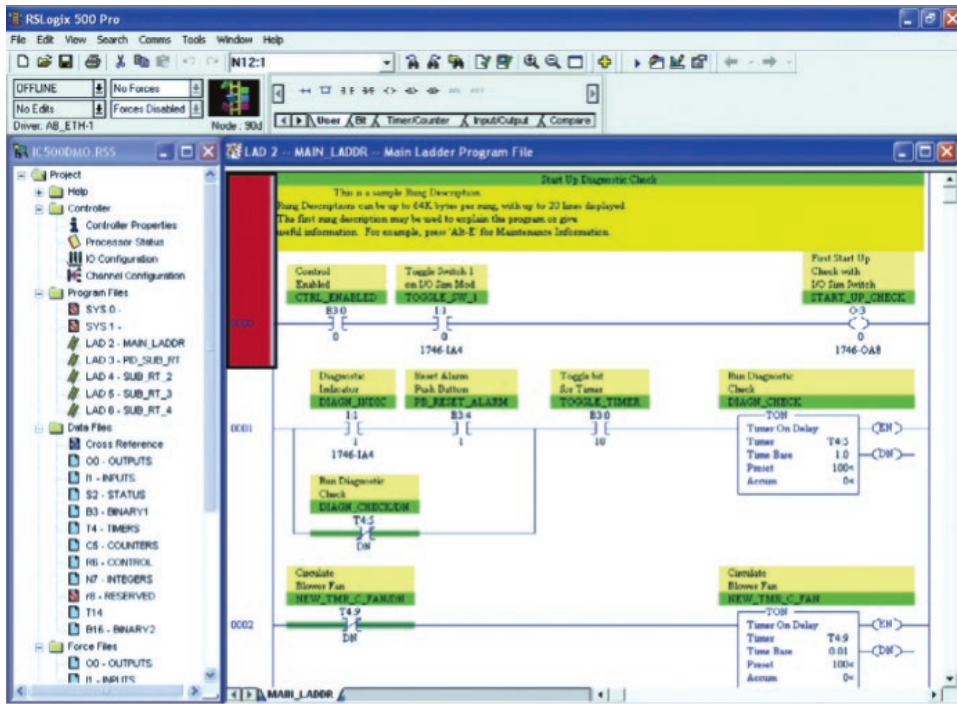 RSLogix 500 Pro
File Edit View Search Comms Tools Window Help
N12:1
OFFLINE No Forces
No Edits Forces Disabled
Driver: AB_ETH-1 Node : 90d
User Bit Timer/Counter Input/Output Compare
IC500DMO.RSS
Project
Help
Controller
Controller Properties
Processor Status
IO Configuration
Channel Configuration
Program Files
SYS 0 -
SYS 1 -
LAD 2 - MAIN_LADDR
LAD 3 - PID_SUB_RT
LAD 4 - SUB_RT_2
LAD 5 - SUB_RT_3
LAD 6 - SUB_RT_4
Data Files
Cross Reference
O0 - OUTPUTS
I1 - INPUTS
S2 - STATUS
B3 - BINARY1
T4 - TIMERS
C5 - COUNTERS
R6 - CONTROL
N7 - INTEGERS
r8 - RESERVED
T14
B16 - BINARY2
Force Files
O0 - OUTPUTS
I1 - INPUTS
LAD 2 -- MAIN_LADDR -- Main Ladder Program File
Start Up Diagnostic Check
This is a sample Rung Description.
Rung Descriptions can be up to 64K bytes per rung, with up to 20 lines displayed.
The first rung description may be used to explain the program or give
useful information. For example, press 'Alt-E' for Maintenance Information.
Control
Enabled
CTRL_ENABLED
B3:0
0
Toggle Switch 1
on I/O Sim Mod
TOGGLE_SW_1
I:1
0
1746-IA4
First Start Up
Check with
I/O Sim Switch
START_UP_CHECK
O:3
0
1746-OA8
0000
Diagnostic
Indicator
DIAGN_INDIC
I:1
1
1746-IA4
Reset Alarm
Push Button
PB_RESET_ALARM
B3:4
1
Toggle bit
for Timer
TOGGLE_TIMER
B3:0
10
Run Diagnostic
Check
DIAGN_CHECK
TON
Timer On Delay
Timer T4:5
Time Base 1.0
Preset 100<
Accum 0<
EN
DN
0001
Run Diagnostic
Check
DIAGN_CHECK/DN
T4:5
DN
Circulate
Blower Fan
NEW_TMR_C_FAN/DN
T4:9
DN
0002
Circulate
Blower Fan
NEW_TMR_C_FAN
TON
Timer On Delay
Timer T4:9
Time Base 0.01
Preset 100<
Accum 0<
EN
DN
MAIN_LADDR